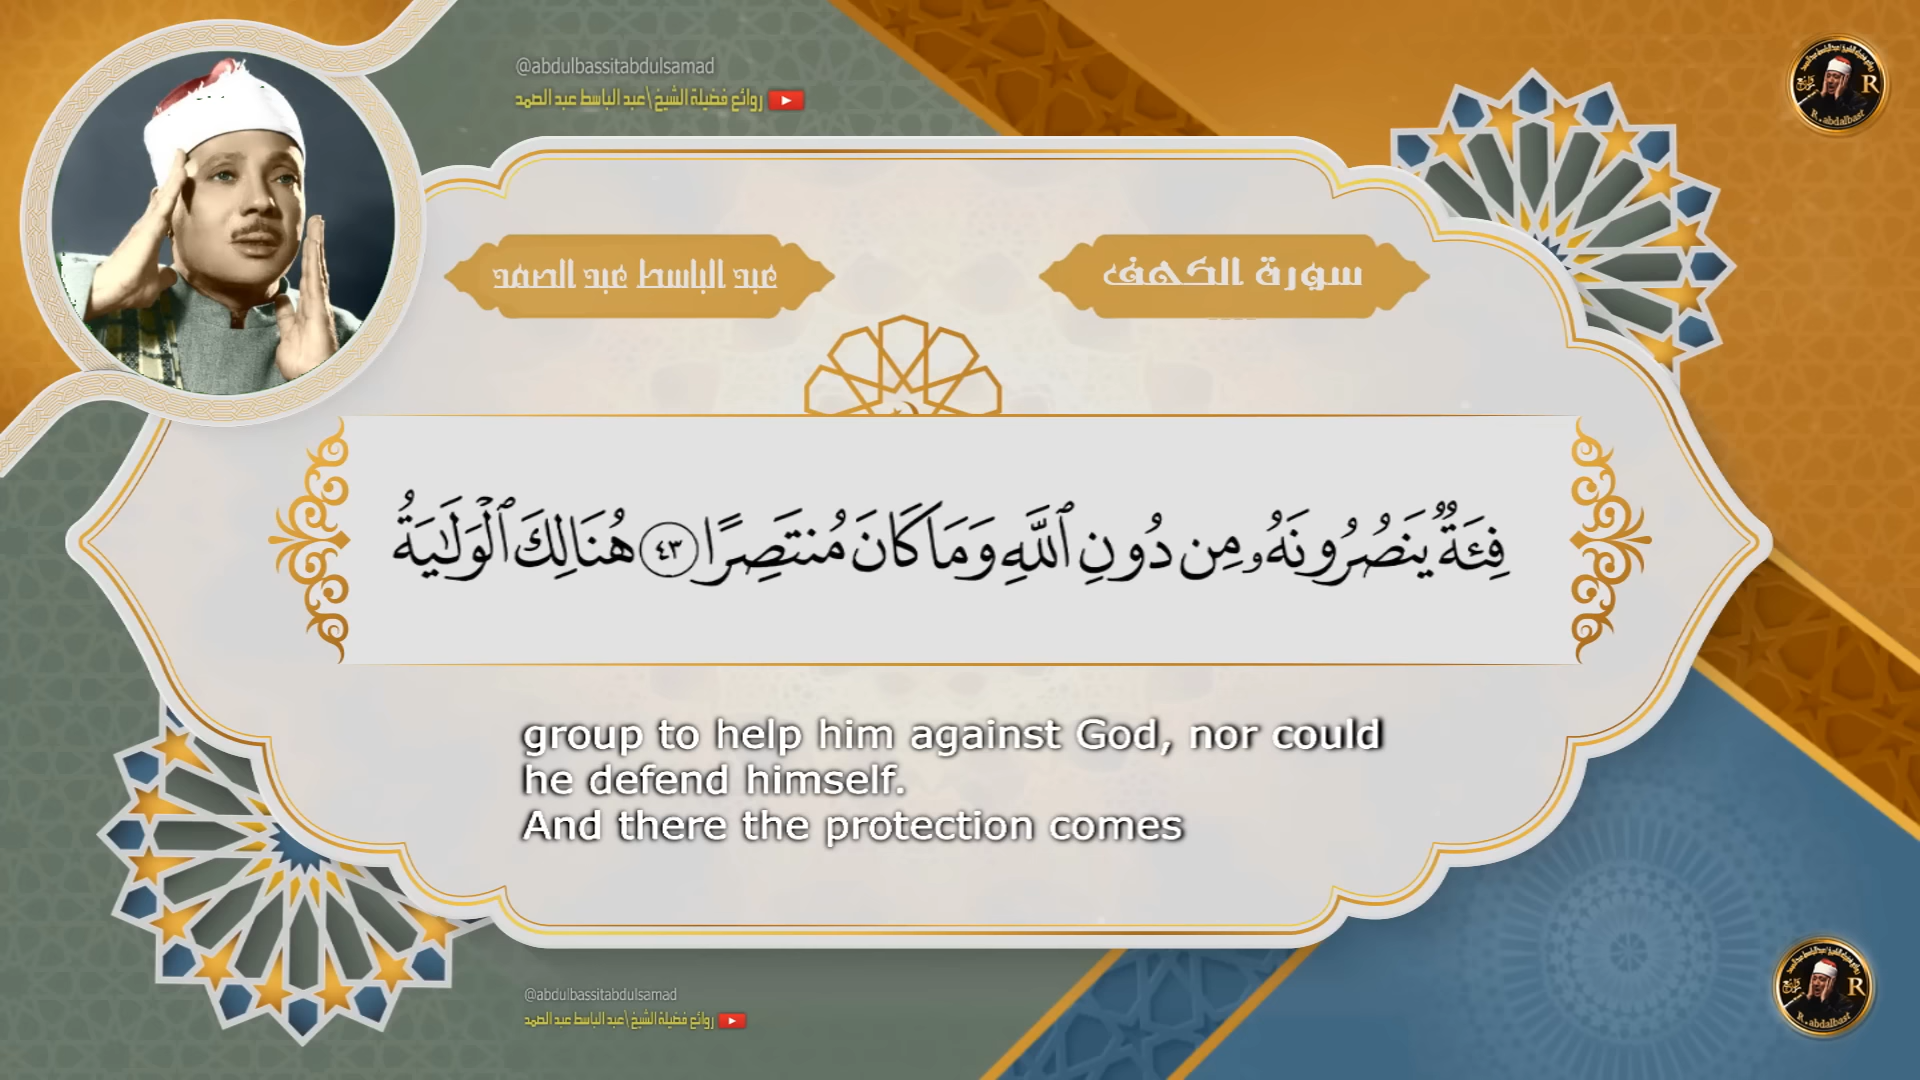 @abdulbassitabdulsamad
روائع فضيلة الشيخ \ عبد الباسط عبد الصمد
R
R.abdalbast
سورة الكهف
عبد الباسط عبد الصمد
فِئَةٌ يَنصُرُونَهُۥ مِن دُونِ ٱللَّهِ وَمَا كَانَ مُنتَصِرًا ٤٣ هُنَالِكَ ٱلْوَلَٰيَةُ
group to help him against God, nor could
he defend himself.
And there the protection comes
@abdulbassitabdulsamad
روائع فضيلة الشيخ \ عبد الباسط عبد الصمد
R
R.abdalbast